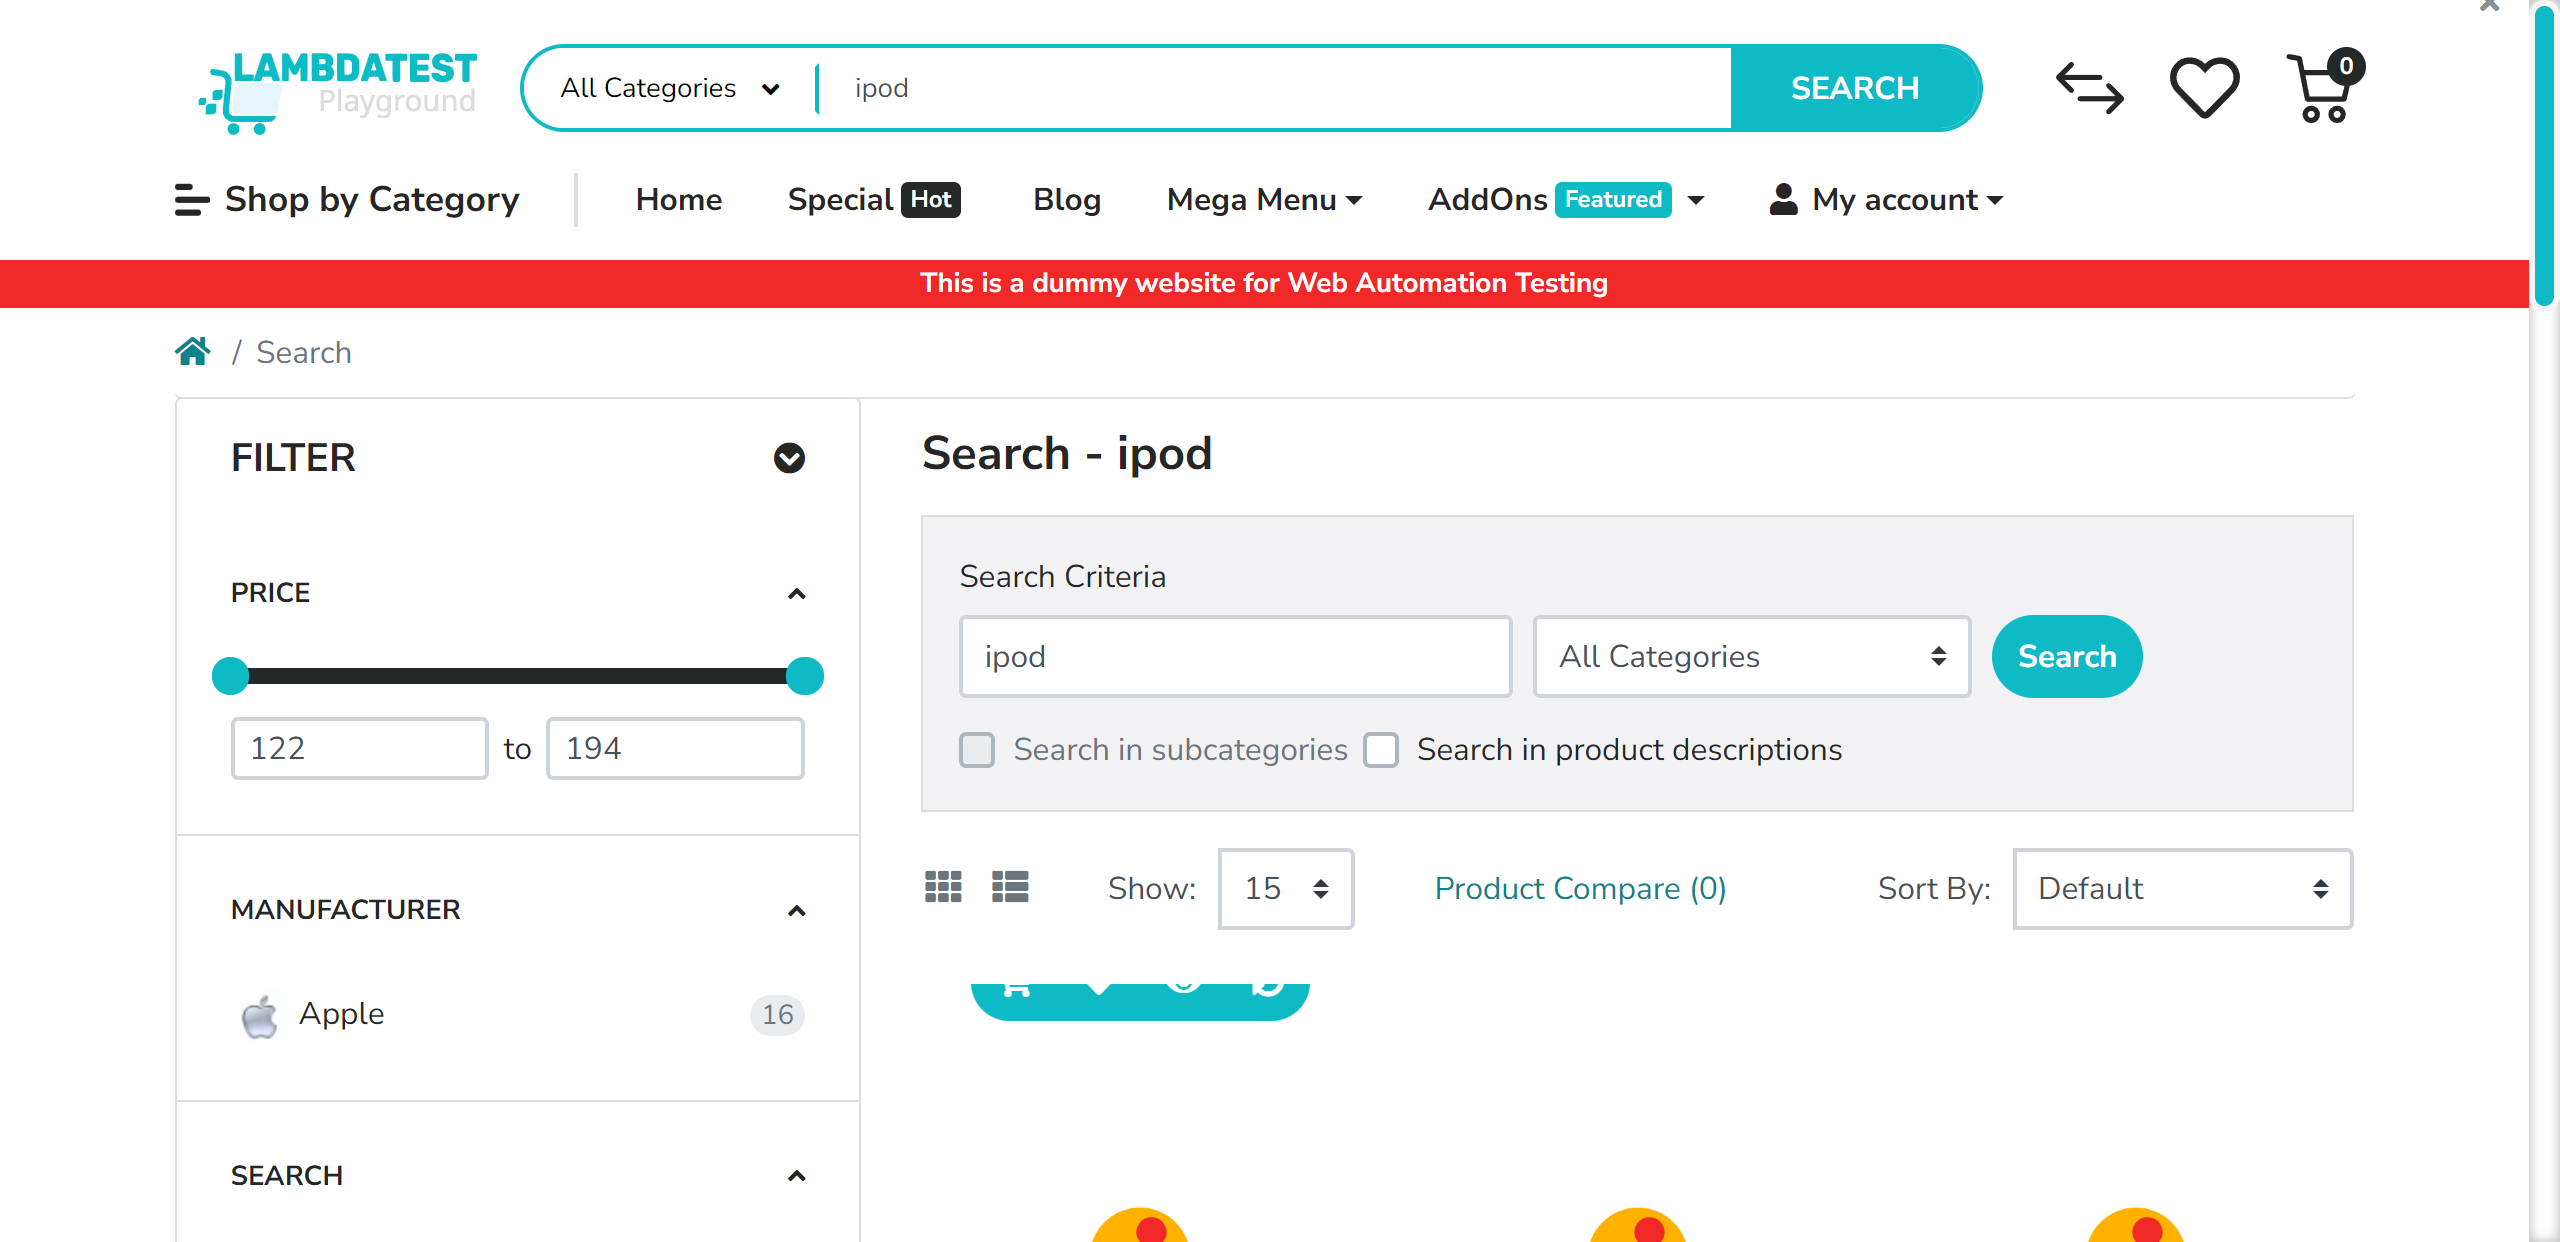 LAMBDATEST
Playground
All Categories
ipod
SEARCH
0
Shop by Category
Home
Special Hot
Blog
Mega Menu
AddOns Featured
My account
This is a dummy website for Web Automation Testing
/ Search
FILTER
PRICE
122 to 194
MANUFACTURER
Apple 16
SEARCH
Search - ipod
Search Criteria
ipod
All Categories
Search
Search in subcategories
Search in product descriptions
Show: 15
Product Compare (0)
Sort By: Default